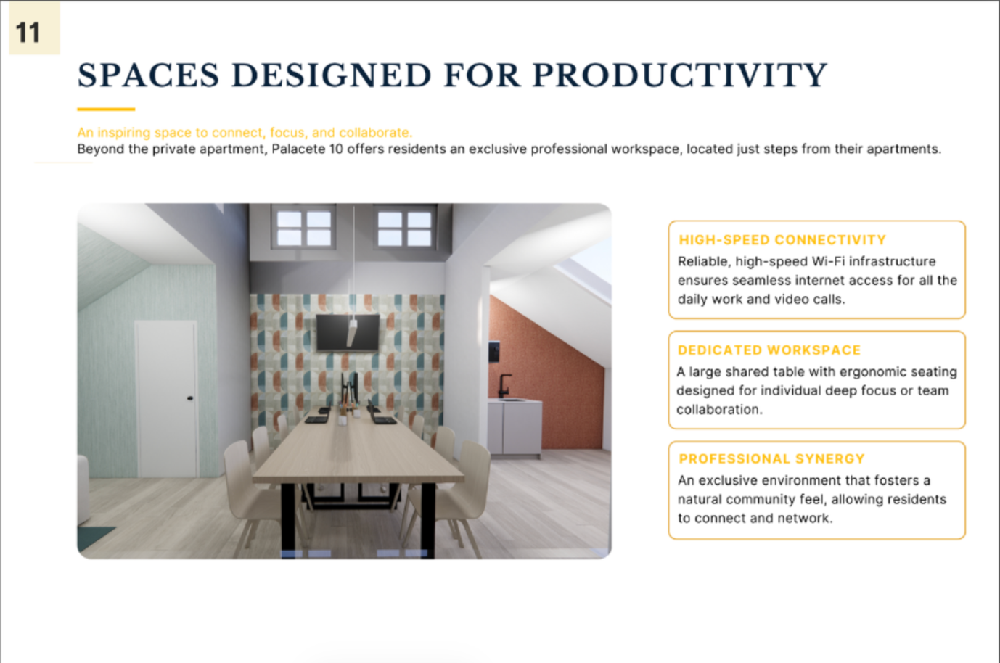 11
SPACES DESIGNED FOR PRODUCTIVITY
An inspiring space to connect, focus, and collaborate.
Beyond the private apartment, Palacete 10 offers residents an exclusive professional workspace, located just steps from their apartments.
HIGH-SPEED CONNECTIVITY
Reliable, high-speed Wi-Fi infrastructure
ensures seamless internet access for all the
daily work and video calls.
DEDICATED WORKSPACE
A large shared table with ergonomic seating
designed for individual deep focus or team
collaboration.
PROFESSIONAL SYNERGY
An exclusive environment that fosters a
natural community feel, allowing residents
to connect and network.